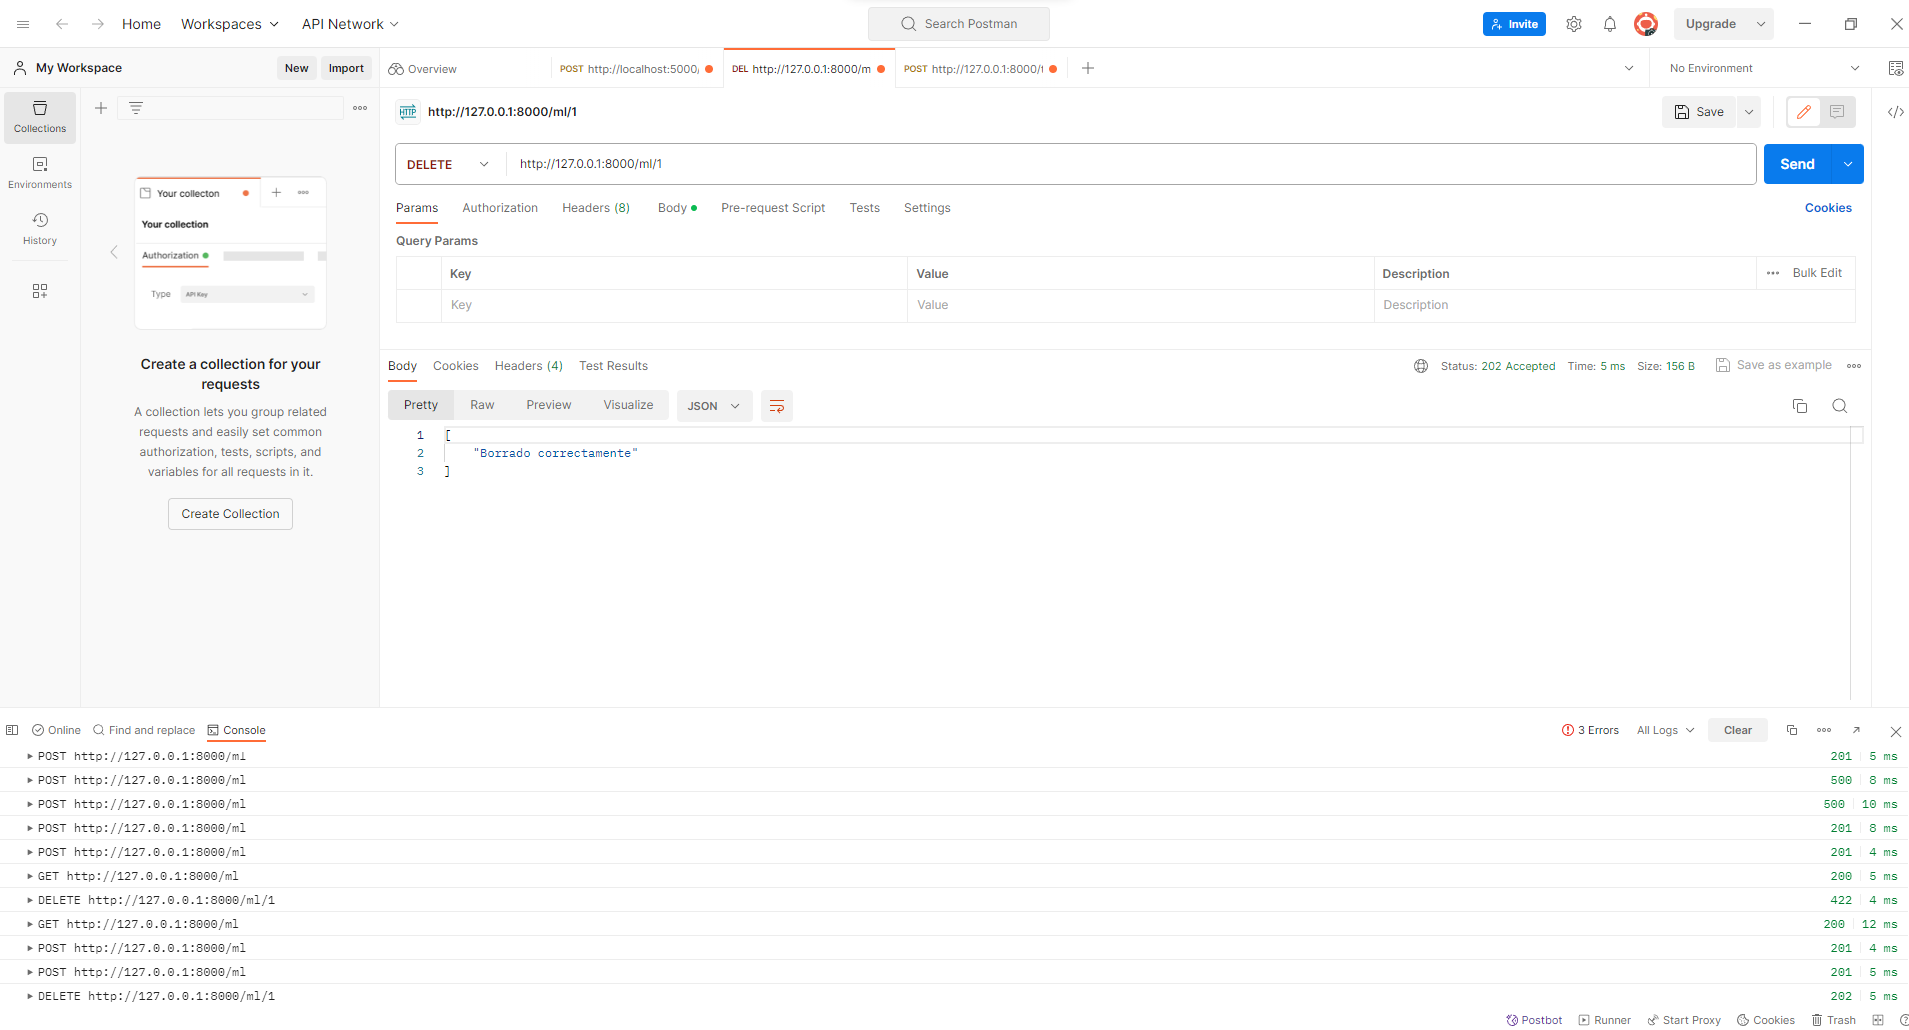 Home Workspaces API Network Search Postman Invite Upgrade
My Workspace New Import Overview POST http://localhost:5000/ DEL http://127.0.0.1:8000/m POST http://127.0.0.1:8000/ No Environment
Collections
Environments
History
Your collecton
Your collection
Authorization
Type API Key
Create a collection for your
requests
A collection lets you group related
requests and easily set common
authorization, tests, scripts, and
variables for all requests in it.
Create Collection
HTTP http://127.0.0.1:8000/ml/1 Save
DELETE http://127.0.0.1:8000/ml/1 Send
Params Authorization Headers (8) Body Pre-request Script Tests Settings Cookies
Query Params
Key Value Description Bulk Edit
Key Value Description
Body Cookies Headers (4) Test Results Status: 202 Accepted Time: 5 ms Size: 156 B Save as example
Pretty Raw Preview Visualize JSON
1 [
2 "Borrado correctamente"
3 ]
Online Find and replace Console 3 Errors All Logs Clear
POST http://127.0.0.1:8000/ml 201 5 ms
POST http://127.0.0.1:8000/ml 500 8 ms
POST http://127.0.0.1:8000/ml 500 10 ms
POST http://127.0.0.1:8000/ml 201 8 ms
POST http://127.0.0.1:8000/ml 201 4 ms
GET http://127.0.0.1:8000/ml 200 5 ms
DELETE http://127.0.0.1:8000/ml/1 422 4 ms
GET http://127.0.0.1:8000/ml 200 12 ms
POST http://127.0.0.1:8000/ml 201 4 ms
POST http://127.0.0.1:8000/ml 201 5 ms
DELETE http://127.0.0.1:8000/ml/1 202 5 ms
Postbot Runner Start Proxy Cookies Trash